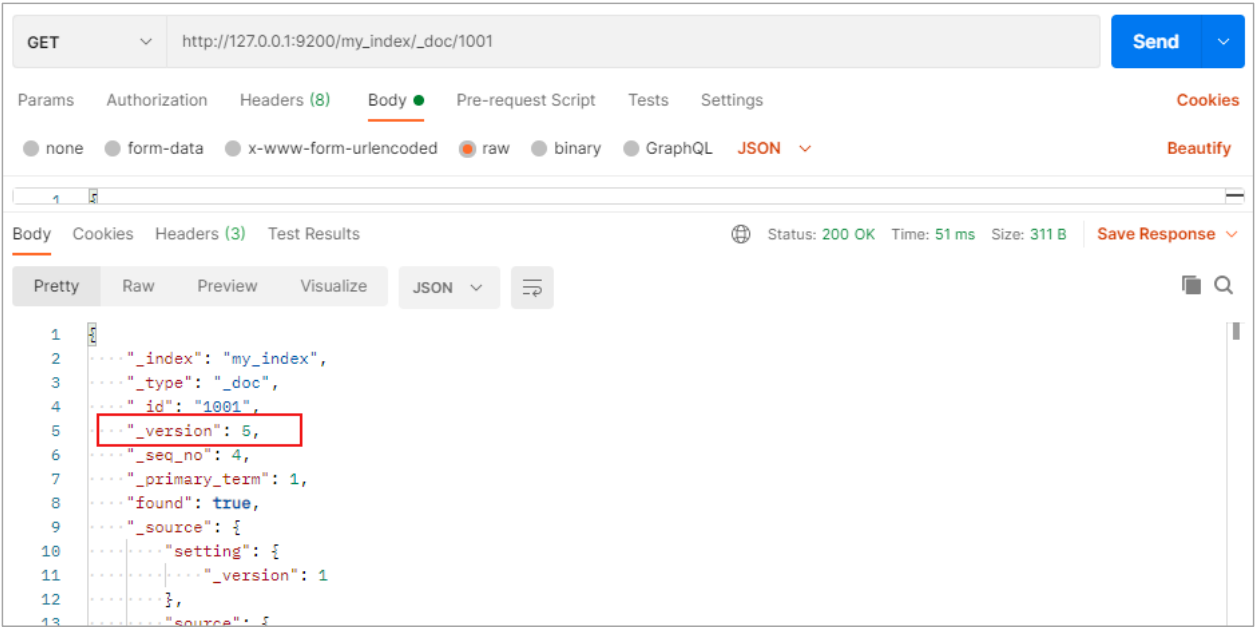 GET http://127.0.0.1:9200/my_index/_doc/1001 Send
Params Authorization Headers (8) Body Pre-request Script Tests Settings Cookies
none form-data x-www-form-urlencoded raw binary GraphQL JSON Beautify
1 {
Body Cookies Headers (3) Test Results Status: 200 OK Time: 51 ms Size: 311 B Save Response
Pretty Raw Preview Visualize JSON
1 {
2 "_index": "my_index",
3 "_type": "_doc",
4 "_id": "1001",
5 "_version": 5,
6 "_seq_no": 4,
7 "_primary_term": 1,
8 "found": true,
9 "_source": {
10 "setting": {
11 "_version": 1
12 },
13 "source": {